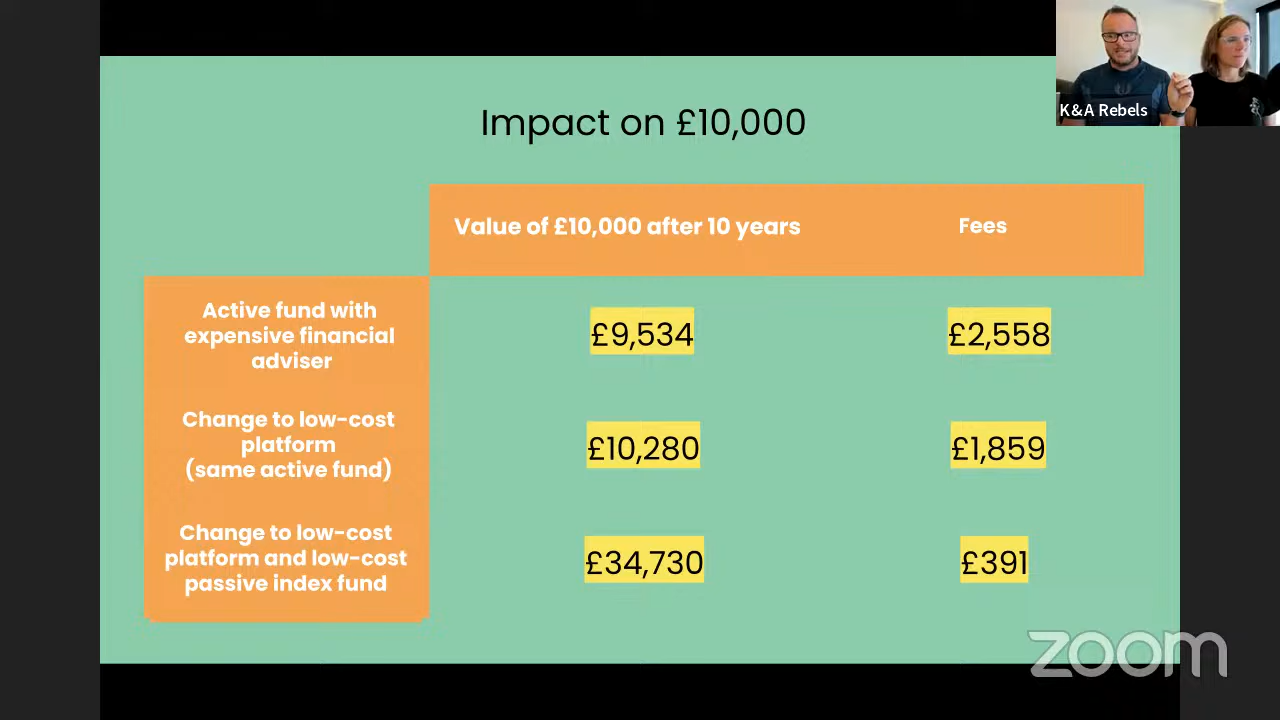 K&A Rebels
Impact on £10,000
Value of £10,000 after 10 years
Fees
Active fund with
expensive financial
adviser
£9,534
£2,558
Change to low-cost
platform
(same active fund)
£10,280
£1,859
Change to low-cost
platform and low-cost
passive index fund
£34,730
£391
zoom